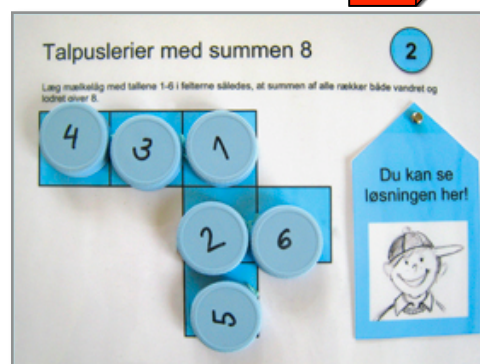 Talpuslerier med summen 8
2
Læg mælkelåg med tallene 1-6 i felterne således, at summen af alle rækker både vandret og
lodret giver 8.
4 3 1
2 6
5
Du kan se
løsningen her!